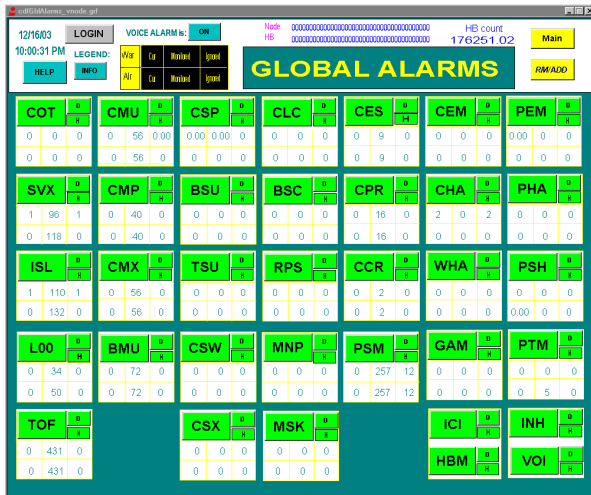 cdfGblAlarms_vnode.grf
12/16/03 LOGIN VOICE ALARM is: ON Node 00000000000000000000000000000000 HB count Main
HB 00000000000000000000000000000000 176251.02
10:00:31 PM LEGEND: War Cur Monitored Ignored GLOBAL ALARMS
HELP INFO Alr Cur Monitored Ignored RM/ADD
COT D H CMU D H CSP D H CLC D H CES D H CEM D H PEM D H
0 0 0 0 56 0.00 0.00 0.00 0 0 0 0 0 9 0 0 0 0 0.00 0 0
0 0 0 0 56 0 0 0 0 0 0 0 0 9 0 0 0 0 0 0 0
SVX D H CMP D H BSU D H BSC D H CPR D H CHA D H PHA D H
1 96 1 0 40 0 0 0 0 0 0 0 0 16 0 2 0 2 0 0 0
0 118 0 0 40 0 0 0 0 0 0 0 0 16 0 0 0 0 0 0 0
ISL D H CMX D H TSU D H RPS D H CCR D H WHA D H PSH D H
1 110 1 0 56 0 0 0 0 0 0 0 0 2 0 0 0 0 0 0 0
0 132 0 0 56 0 0 0 0 0 0 0 0 2 0 0 0 0 0.00 0 0
L00 D H BMU D H CSW D H MNP D H PSM D H GAM D H PTM D H
0 34 0 0 72 0 0 0 0 0 0 0 0 257 12 0 0 0 0 0 0
0 50 0 0 72 0 0 0 0 0 0 0 0 257 12 0 0 0 0 5 0
TOF D H CSX D H MSK D H ICI D H INH D H
0 431 0 0 0 0 0 0 0
0 431 0 0 0 0 0 0 0 HBM D H VOI D H